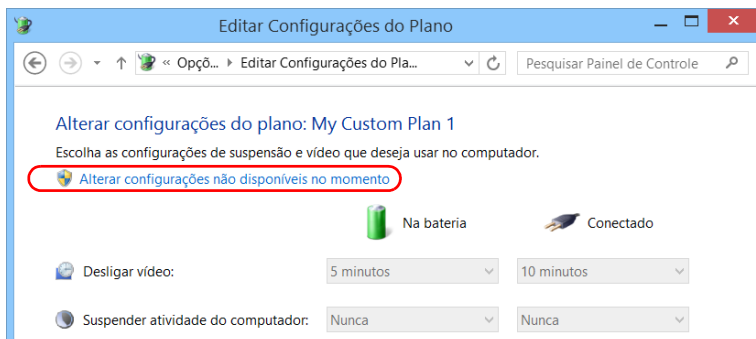 Editar Configurações do Plano
« Opçõ... Editar Configurações do Pla... Pesquisar Painel de Controle
Alterar configurações do plano: My Custom Plan 1
Escolha as configurações de suspensão e vídeo que deseja usar no computador.
Alterar configurações não disponíveis no momento
Na bateria Conectado
Desligar vídeo: 5 minutos 10 minutos
Suspender atividade do computador: Nunca Nunca